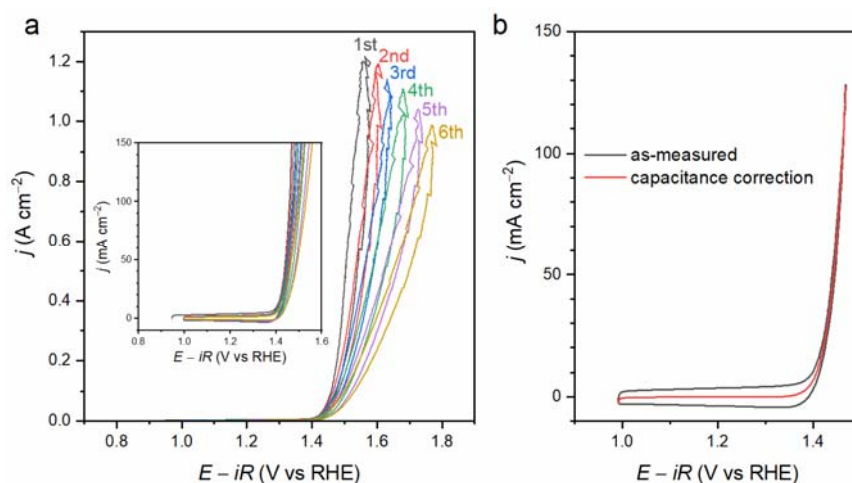 a
j (A cm−2)
1.2
1.0
0.8
0.6
0.4
0.2
0.0
0.8
1.0
1.2
1.4
1.6
1.8
E − iR (V vs RHE)
1st
2nd
3rd
4th
5th
6th
j (mA cm−2)
150
100
50
0
0.8
1.0
1.2
1.4
1.6
E − iR (V vs RHE)
b
j (mA cm−2)
150
100
50
0
1.0
1.2
1.4
E − iR (V vs RHE)
as-measured
capacitance correction